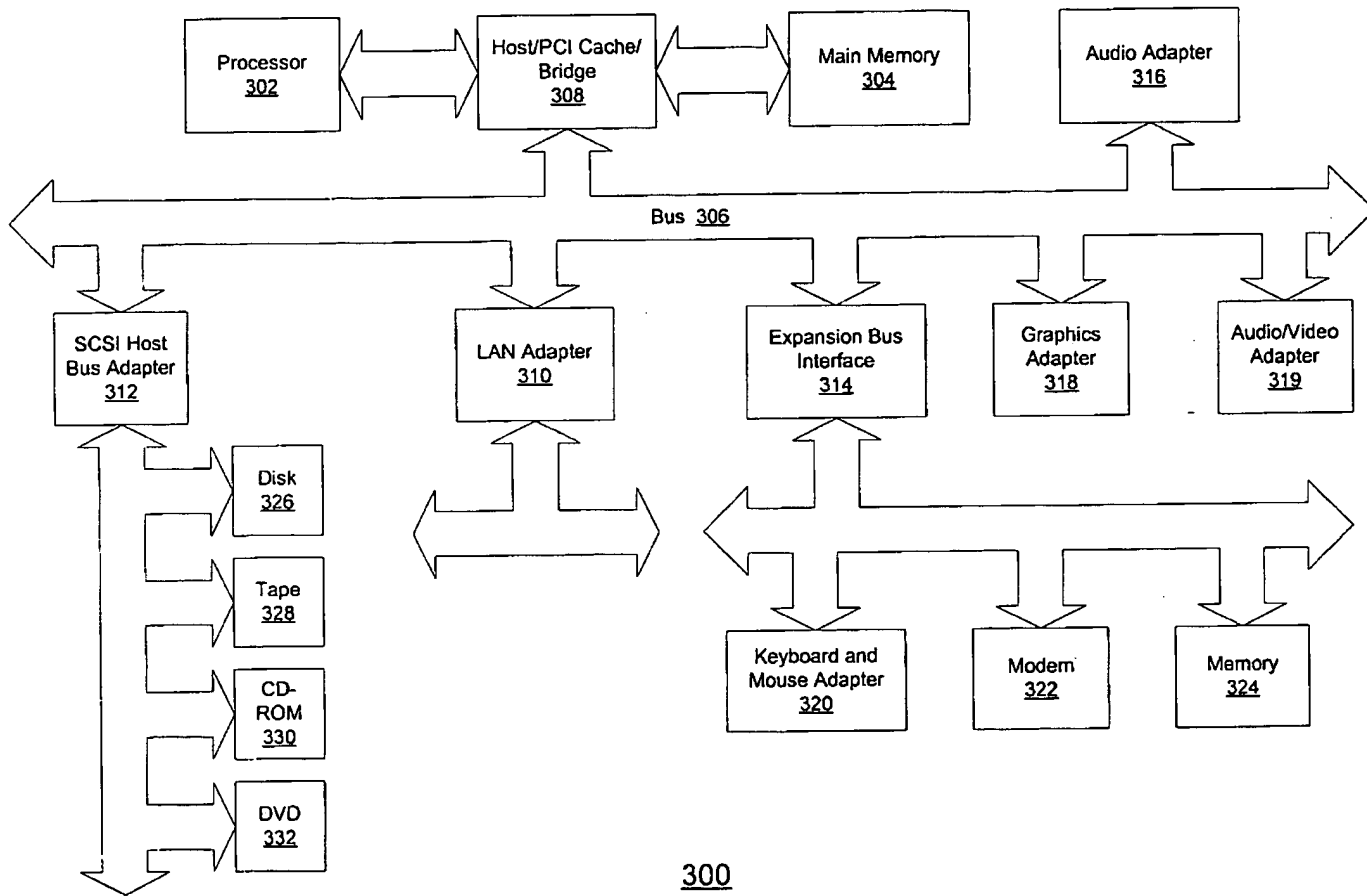 Processor
302
Host/PCI Cache/
Bridge
308
Main Memory
304
Audio Adapter
316
Bus 306
SCSI Host
Bus Adapter
312
LAN Adapter
310
Expansion Bus
Interface
314
Graphics
Adapter
318
Audio/Video
Adapter
319
Disk
326
Tape
328
CD-
ROM
330
DVD
332
Keyboard and
Mouse Adapter
320
Modem
322
Memory
324
300